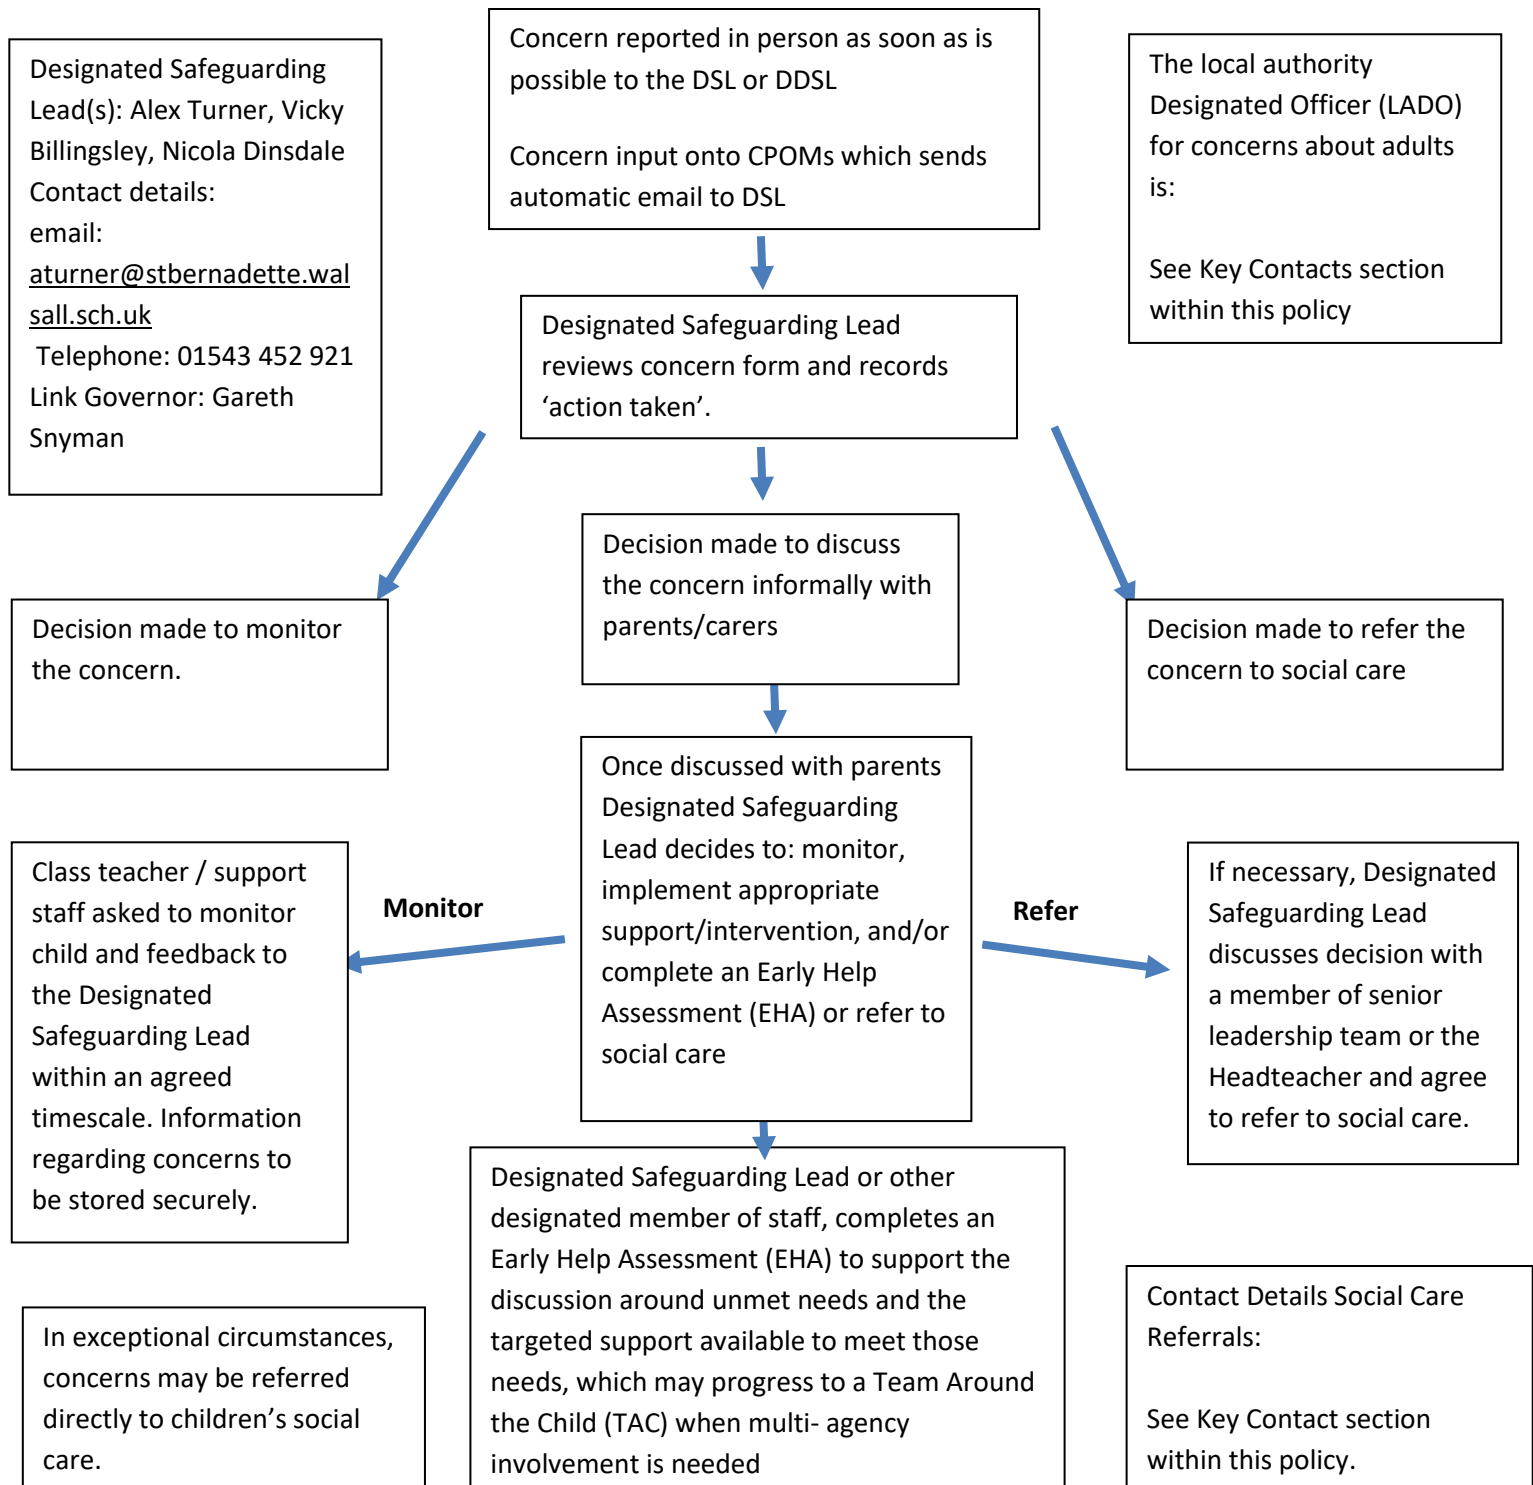 Designated Safeguarding
Lead(s): Alex Turner, Vicky
Billingsley, Nicola Dinsdale
Contact details:
email:
aturner@stbernadette.wal
sall.sch.uk
Telephone: 01543 452 921
Link Governor: Gareth
Snyman
Concern reported in person as soon as is
possible to the DSL or DDSL
Concern input onto CPOMs which sends
automatic email to DSL
The local authority
Designated Officer (LADO)
for concerns about adults
is:
See Key Contacts section
within this policy
Designated Safeguarding Lead
reviews concern form and records
‘action taken’.
Decision made to monitor
the concern.
Decision made to discuss
the concern informally with
parents/carers
Decision made to refer the
concern to social care
Once discussed with parents
Designated Safeguarding
Lead decides to: monitor,
implement appropriate
support/intervention, and/or
complete an Early Help
Assessment (EHA) or refer to
social care
Class teacher / support
staff asked to monitor
child and feedback to
the Designated
Safeguarding Lead
within an agreed
timescale. Information
regarding concerns to
be stored securely.
Monitor
Refer
If necessary, Designated
Safeguarding Lead
discusses decision with
a member of senior
leadership team or the
Headteacher and agree
to refer to social care.
Designated Safeguarding Lead or other
designated member of staff, completes an
Early Help Assessment (EHA) to support the
discussion around unmet needs and the
targeted support available to meet those
needs, which may progress to a Team Around
the Child (TAC) when multi- agency
involvement is needed
In exceptional circumstances,
concerns may be referred
directly to children’s social
care.
Contact Details Social Care
Referrals:
See Key Contact section
within this policy.